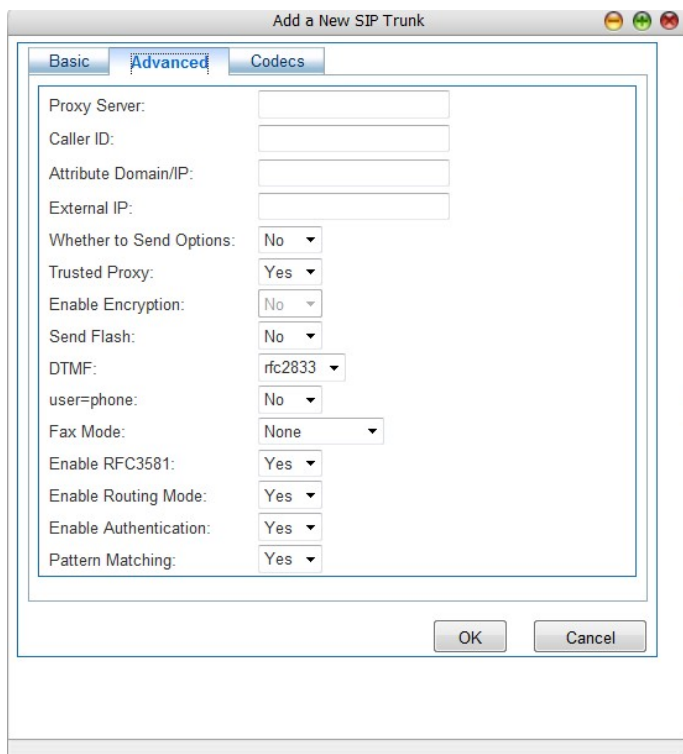 Add a New SIP Trunk
Basic Advanced Codecs
Proxy Server:
Caller ID:
Attribute Domain/IP:
External IP:
Whether to Send Options: No
Trusted Proxy: Yes
Enable Encryption: No
Send Flash: No
DTMF: rfc2833
user=phone: No
Fax Mode: None
Enable RFC3581: Yes
Enable Routing Mode: Yes
Enable Authentication: Yes
Pattern Matching: Yes
OK Cancel